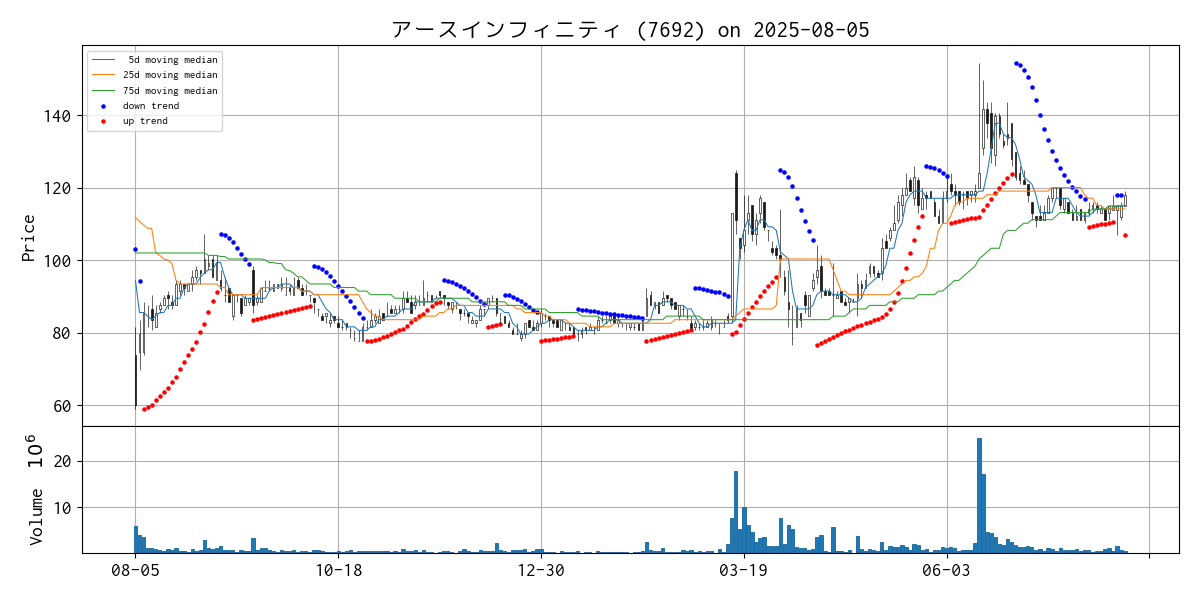 アースインフィニティ (7692) on 2025-08-05
5d moving median
25d moving median
75d moving median
down trend
up trend
Price
140
120
100
80
60
Volume 10^6
20
10
08-05 10-18 12-30 03-19 06-03